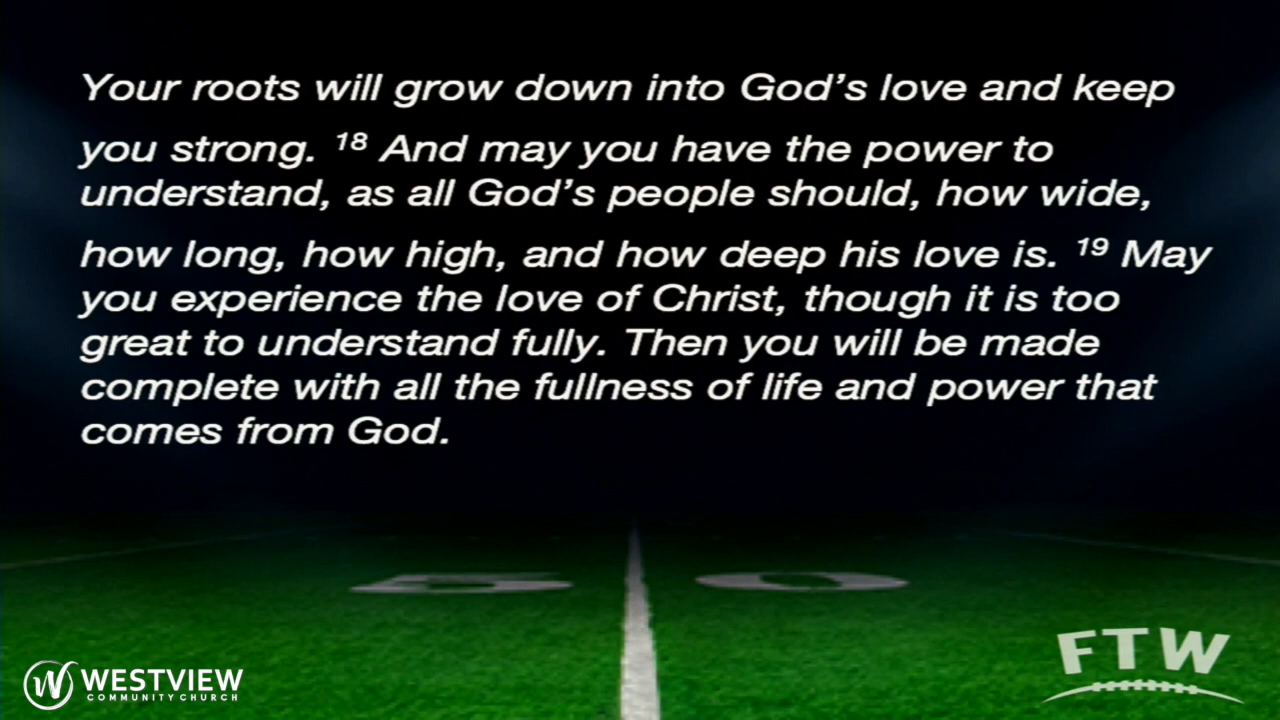 Your roots will grow down into God’s love and keep
you strong. 18 And may you have the power to
understand, as all God’s people should, how wide,
how long, how high, and how deep his love is. 19 May
you experience the love of Christ, though it is too
great to understand fully. Then you will be made
complete with all the fullness of life and power that
comes from God.
5 0
FTW
W WESTVIEW
COMMUNITY CHURCH